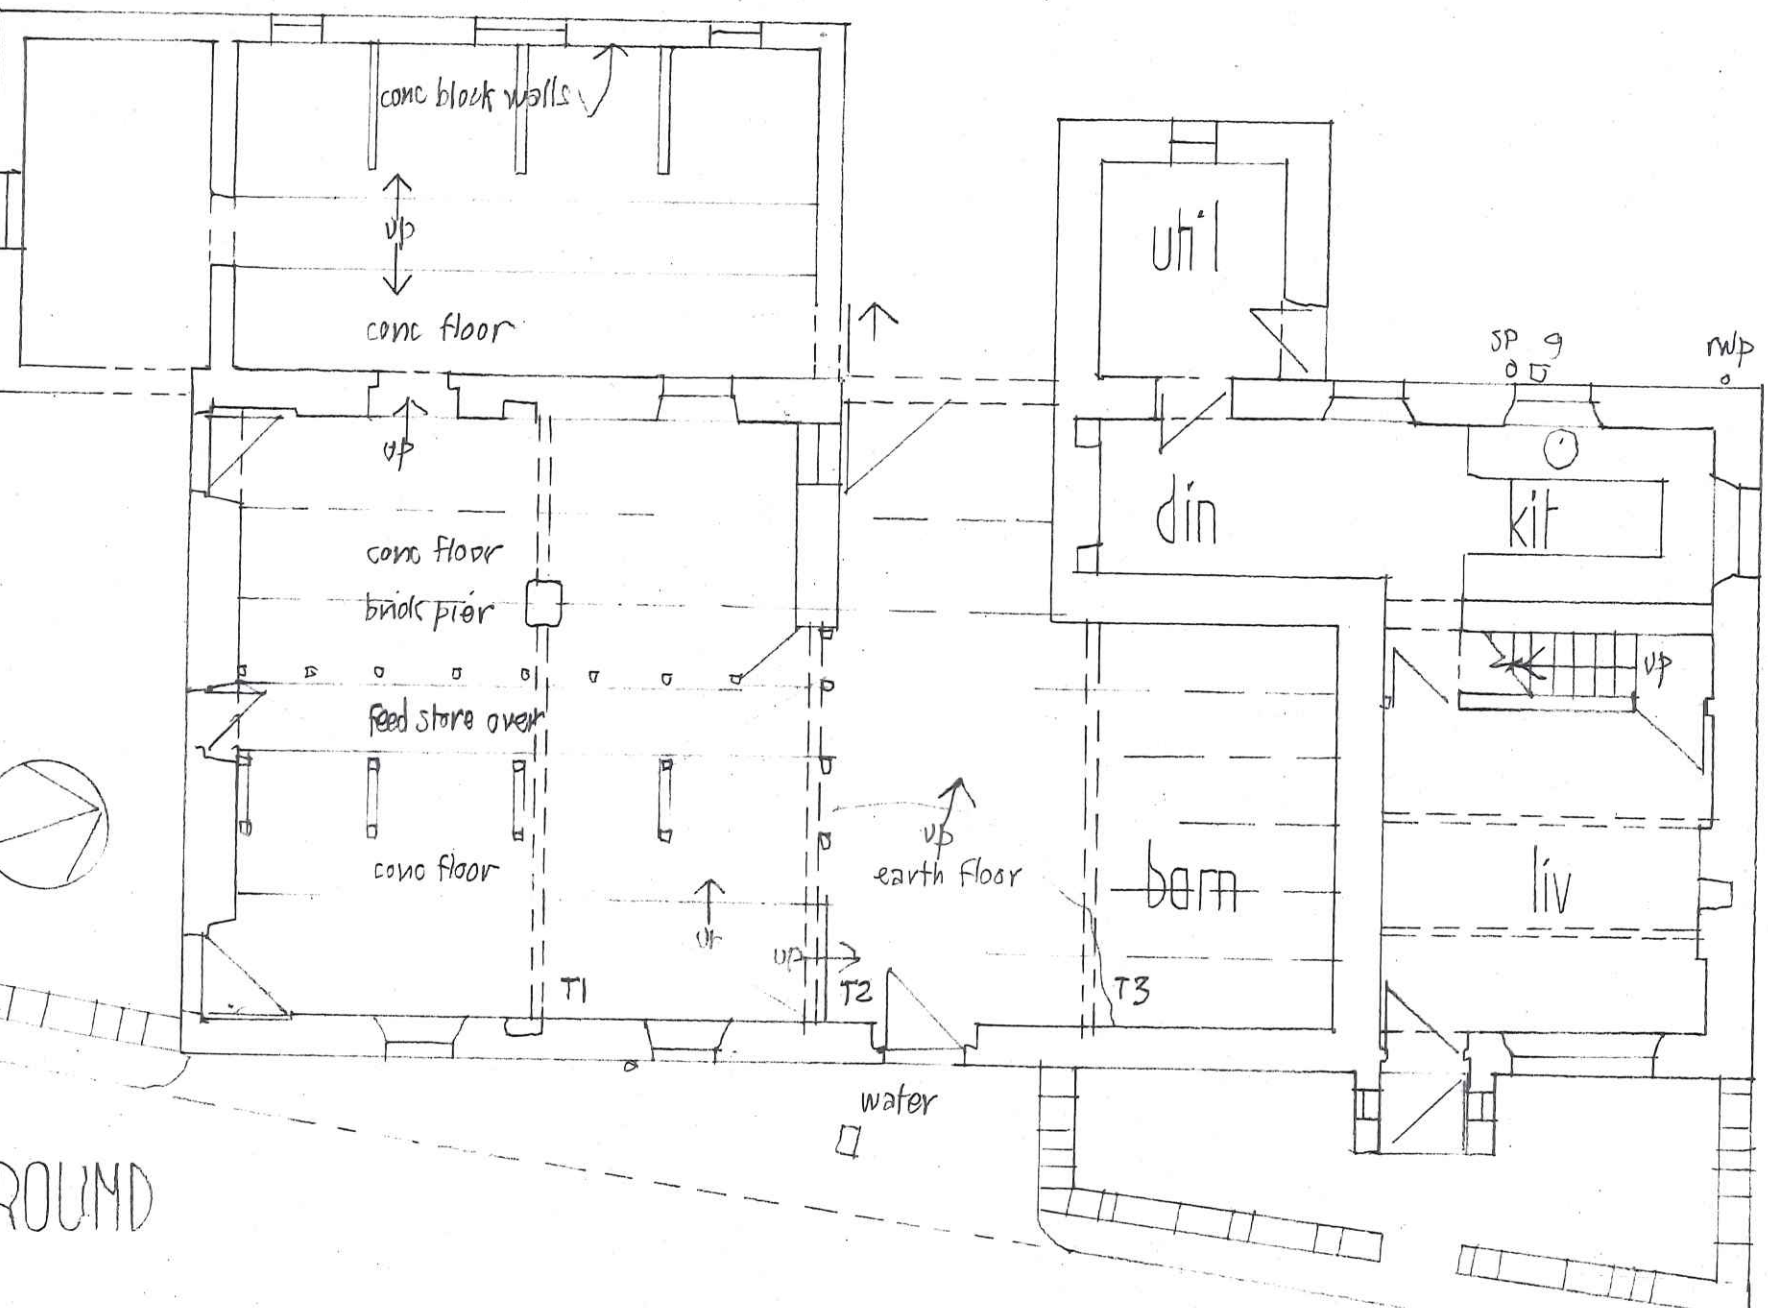 conc block walls
up
conc floor
util
SP g
rwp
up
din
kit
conc floor
brick pier
up
feed store over
up
earth floor
conc floor
barn
liv
up
up
T1
T2
T3
water
ROUND